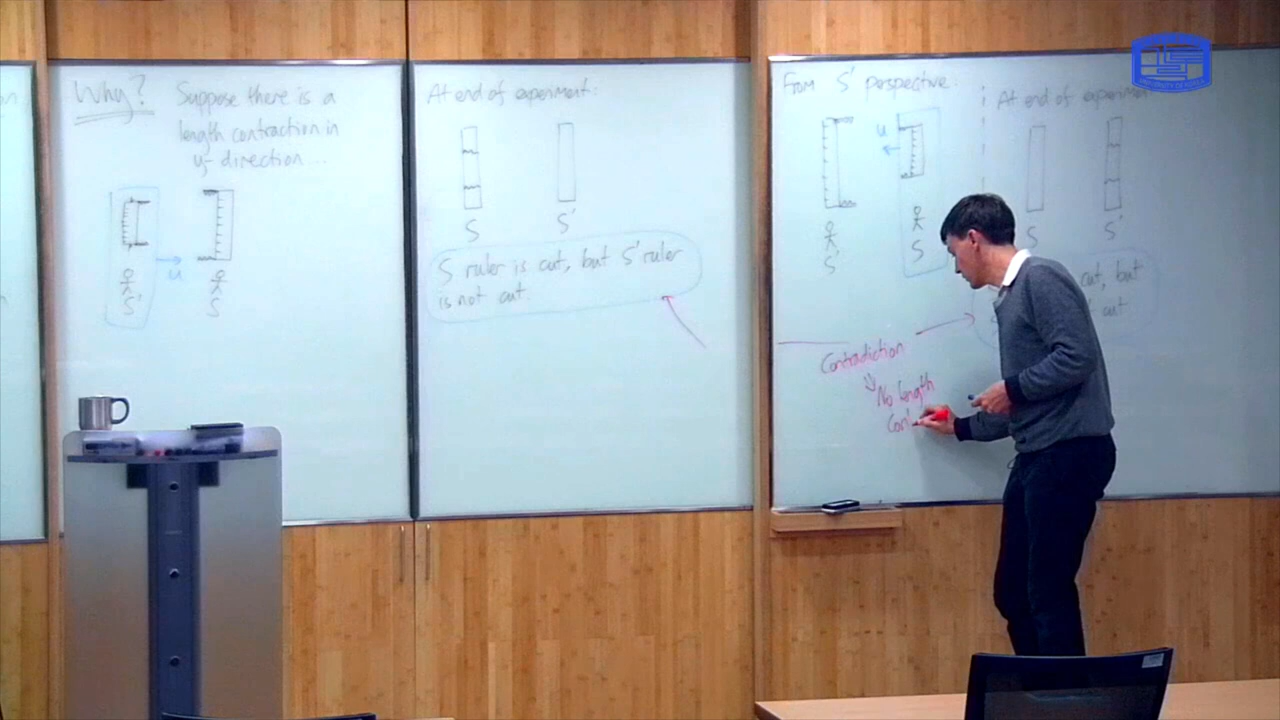 Why?
Suppose there is a
length contraction in
y-direction...
u
S'
S
At end of experiment:
S
S'
S ruler is cut, but S' ruler
is not cut.
From S' perspective:
u
S'
S
At end of experiment
S
S'
cut, but
cut
Contradiction
⇓
No length
Con